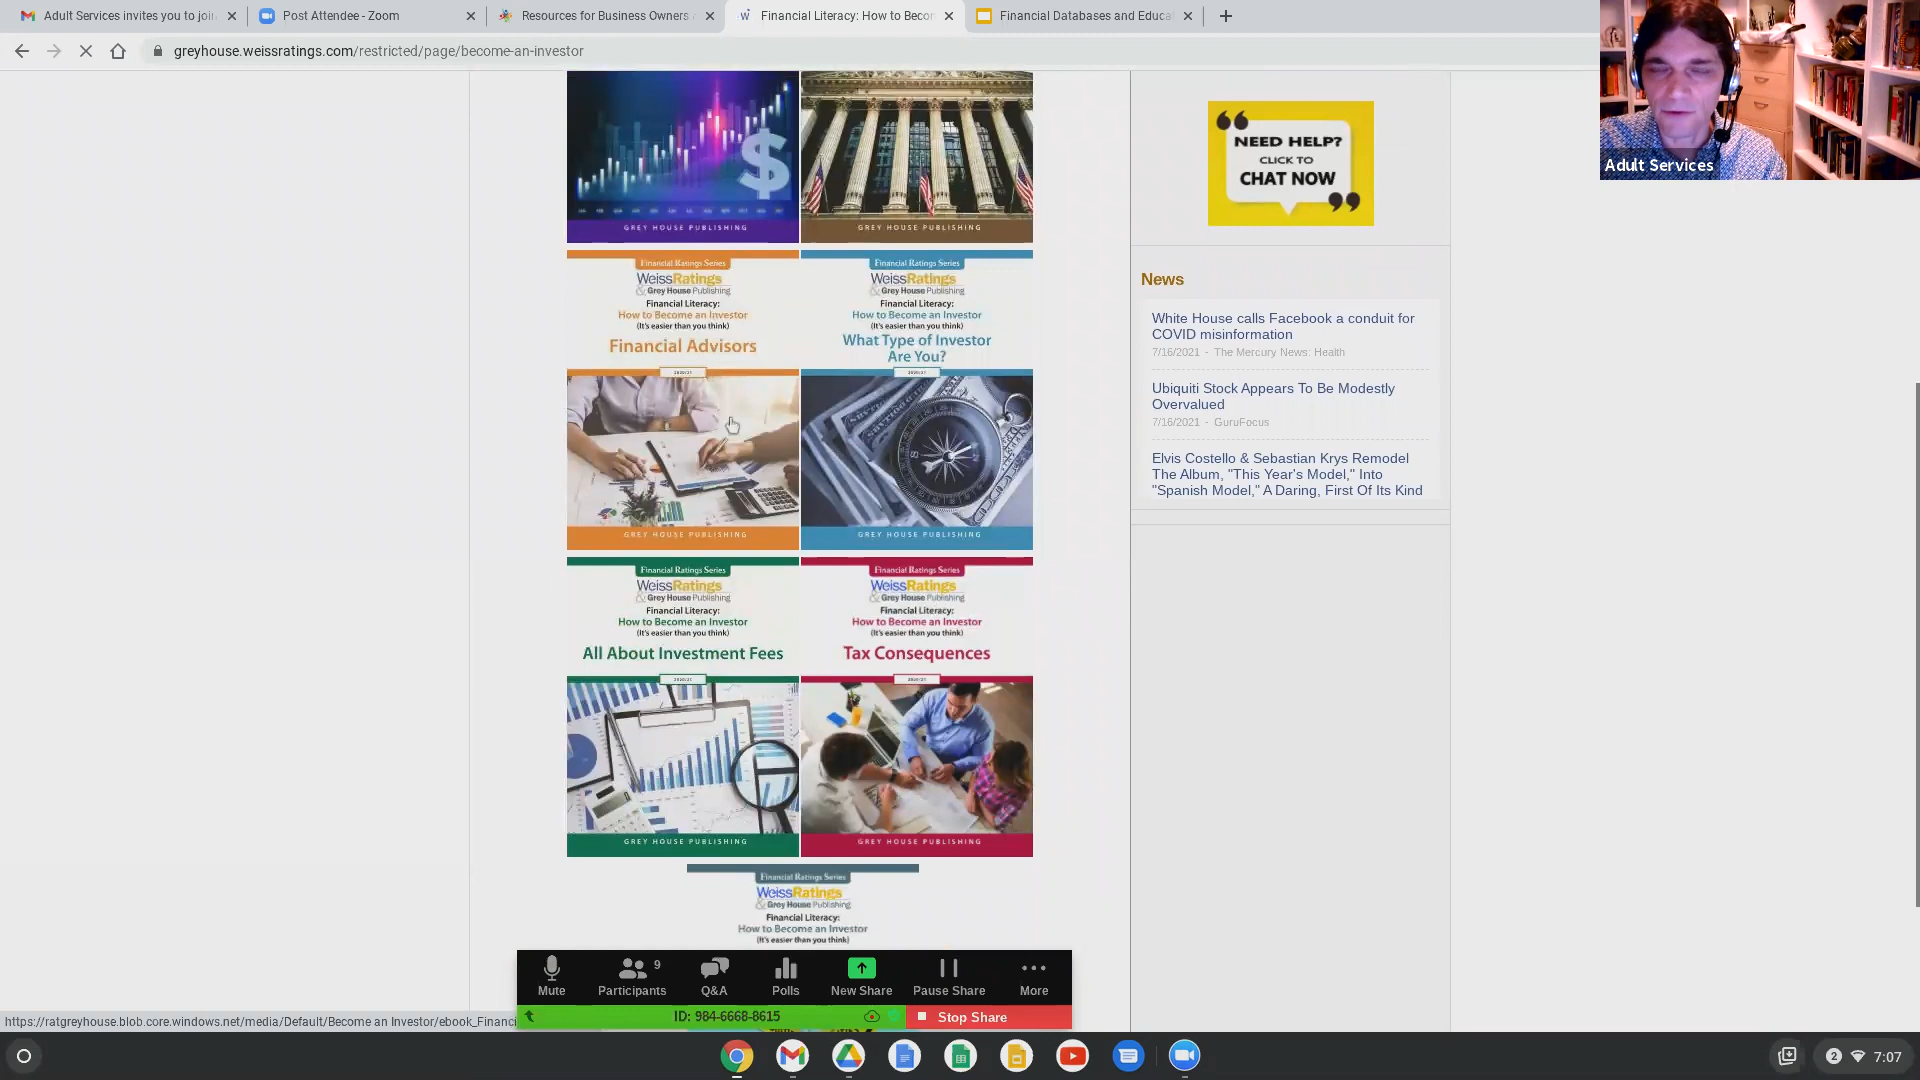 Adult Services invites you to joi
Post Attendee - Zoom
Resources for Business Owners
Financial Literacy: How to Becor
Financial Databases and Educa
greyhouse.weissratings.com/restricted/page/become-an-investor
Adult Services
GREY HOUSE PUBLISHING
GREY HOUSE PUBLISHING
NEED HELP?
CLICK TO
CHAT NOW
Financial Ratings Series
WeissRatings
& Grey House Publishing
Financial Literacy:
How to Become an Investor
(It's easier than you think)
Financial Advisors
2020/21
GREY HOUSE PUBLISHING
Financial Ratings Series
WeissRatings
& Grey House Publishing
Financial Literacy:
How to Become an Investor
(It's easier than you think)
What Type of Investor
Are You?
2020/21
GREY HOUSE PUBLISHING
News
White House calls Facebook a conduit for
COVID misinformation
7/16/2021 - The Mercury News: Health
Ubiquiti Stock Appears To Be Modestly
Overvalued
7/16/2021 - GuruFocus
Elvis Costello & Sebastian Krys Remodel
The Album, "This Year's Model," Into
"Spanish Model," A Daring, First Of Its Kind
Financial Ratings Series
WeissRatings
& Grey House Publishing
Financial Literacy:
How to Become an Investor
(It's easier than you think)
All About Investment Fees
2020/21
GREY HOUSE PUBLISHING
Financial Ratings Series
WeissRatings
& Grey House Publishing
Financial Literacy:
How to Become an Investor
(It's easier than you think)
Tax Consequences
2020/21
GREY HOUSE PUBLISHING
Financial Ratings Series
WeissRatings
& Grey House Publishing
Financial Literacy:
How to Become an Investor
(It's easier than you think)
Mute
Participants
9
Q&A
Polls
New Share
Pause Share
More
ID: 984-6668-8615
Stop Share
https://ratgreyhouse.blob.core.windows.net/media/Default/Become an Investor/ebook_Financi
2
7:07